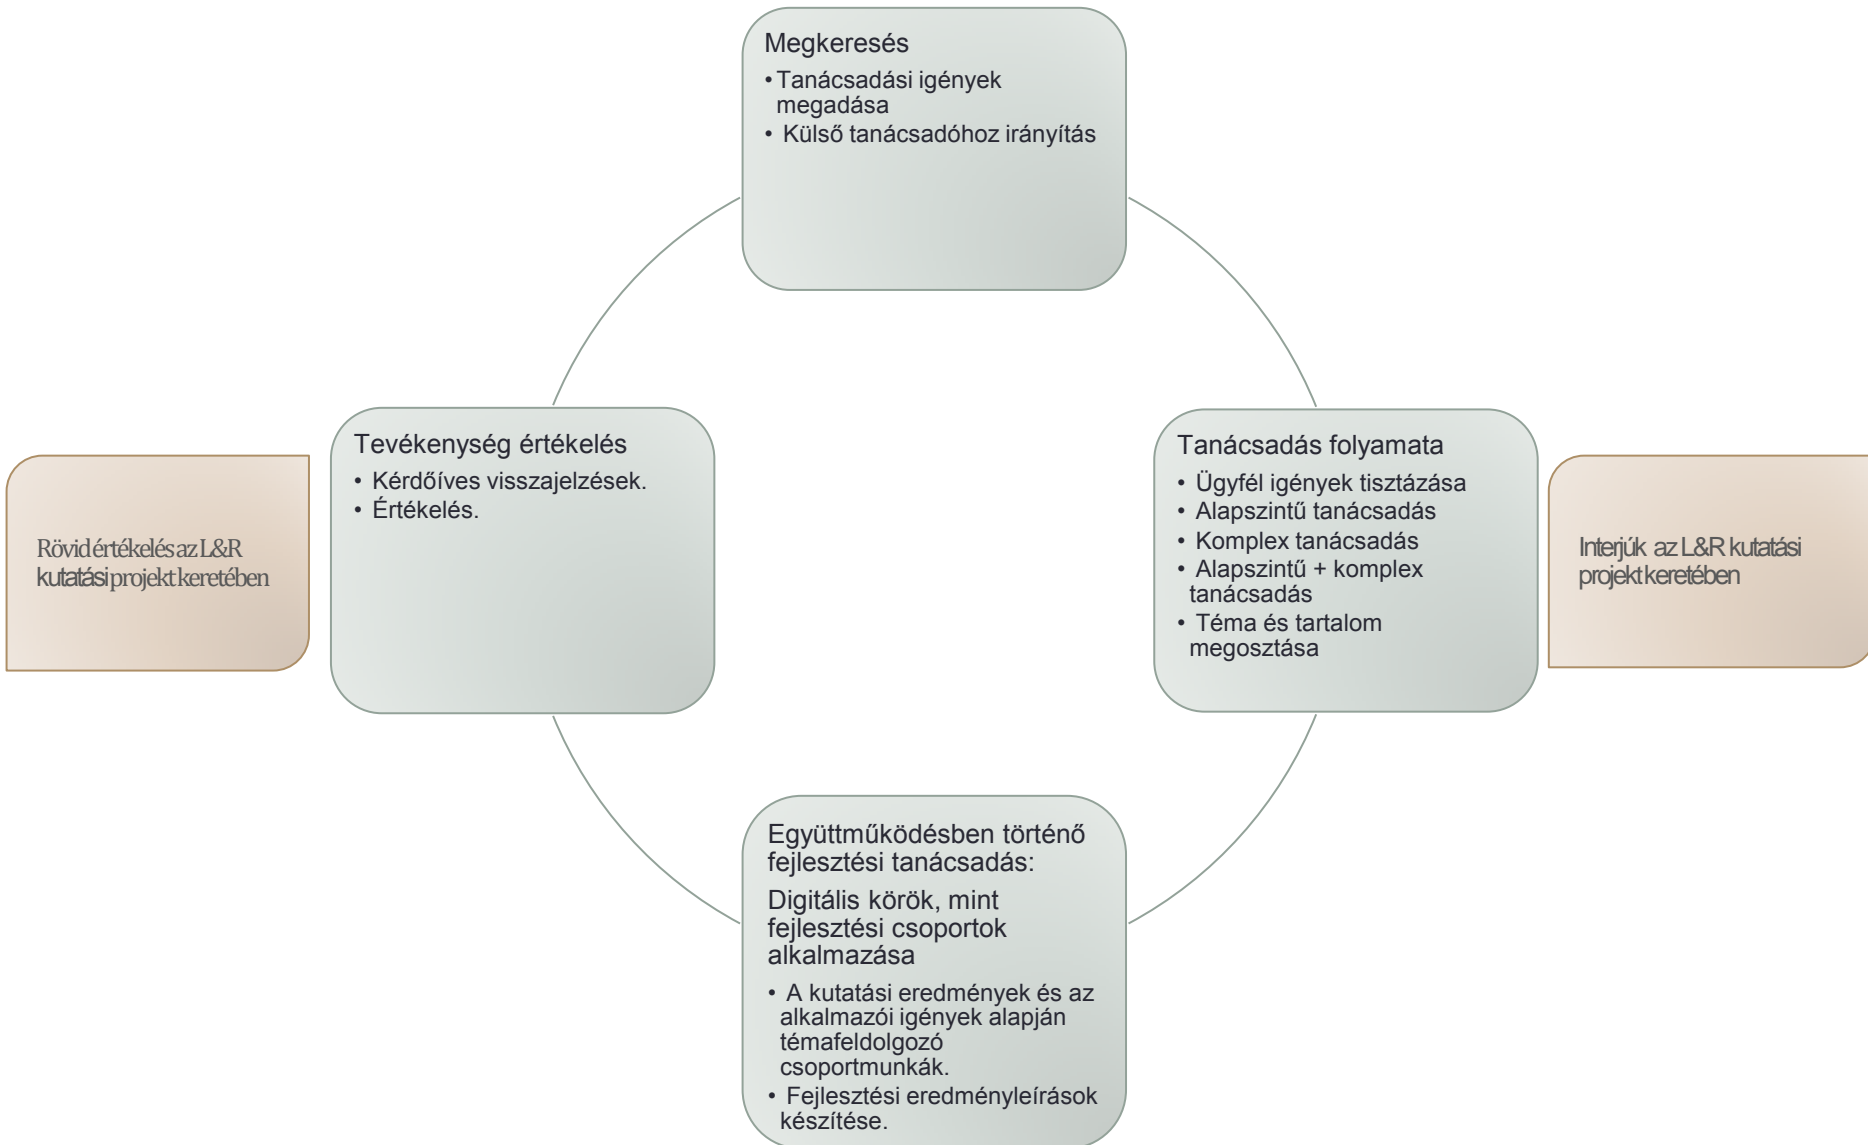 Megkeresés
• Tanácsadási igények
megadása
• Külső tanácsadóhoz irányítás
Tevékenység értékelés
• Kérdőíves visszajelzések.
• Értékelés.
Rövid értékelés az L&R
kutatási projekt keretében
Tanácsadás folyamata
• Ügyfél igények tisztázása
• Alapszintű tanácsadás
• Komplex tanácsadás
• Alapszintű + komplex
tanácsadás
• Téma és tartalom
megosztása
Interjúk az L&R kutatási
projekt keretében
Együttműködésben történő
fejlesztési tanácsadás:
Digitális körök, mint
fejlesztési csoportok
alkalmazása
• A kutatási eredmények és az
alkalmazói igények alapján
témafeldolgozó
csoportmunkák.
• Fejlesztési eredményleírások
készítése.